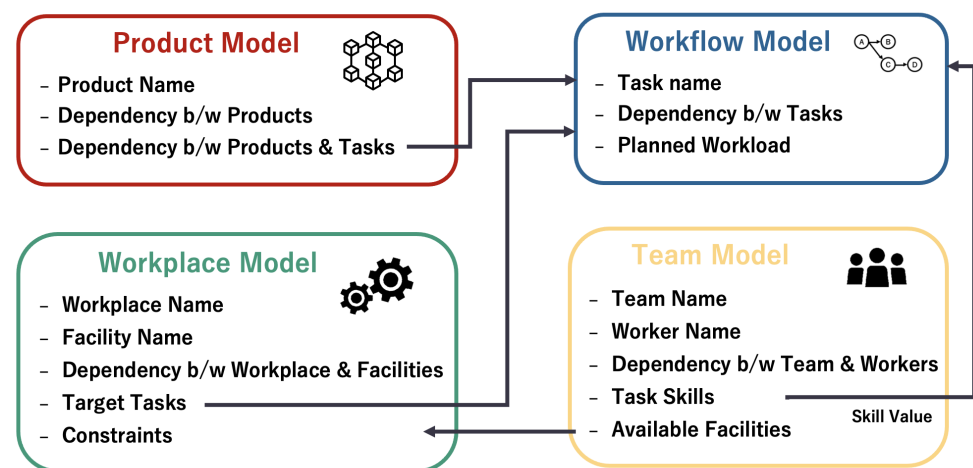 Product Model
- Product Name
- Dependency b/w Products
- Dependency b/w Products & Tasks
Workflow Model
A
B
C
D
- Task name
- Dependency b/w Tasks
- Planned Workload
Workplace Model
- Workplace Name
- Facility Name
- Dependency b/w Workplace & Facilities
- Target Tasks
- Constraints
Team Model
- Team Name
- Worker Name
- Dependency b/w Team & Workers
- Task Skills
Skill Value
- Available Facilities